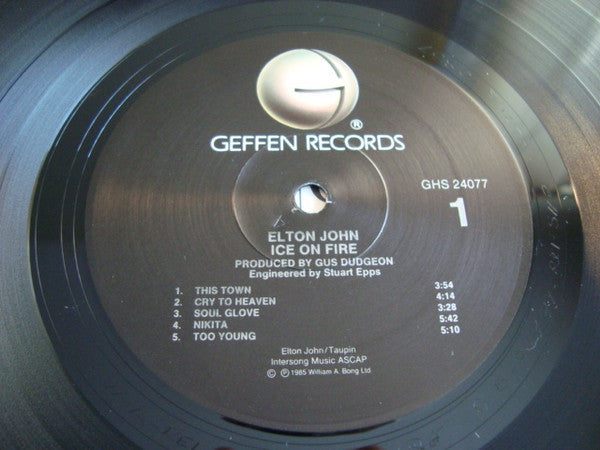 ®
GEFFEN RECORDS
GHS 24077
1
ELTON JOHN
ICE ON FIRE
PRODUCED BY GUS DUDGEON
Engineered by Stuart Epps
1. THIS TOWN 3:54
2. CRY TO HEAVEN 4:14
3. SOUL GLOVE 3:28
4. NIKITA 5:42
5. TOO YOUNG 5:10
Elton John/Taupin
Intersong Music ASCAP
© ℗ 1985 William A. Bong Ltd